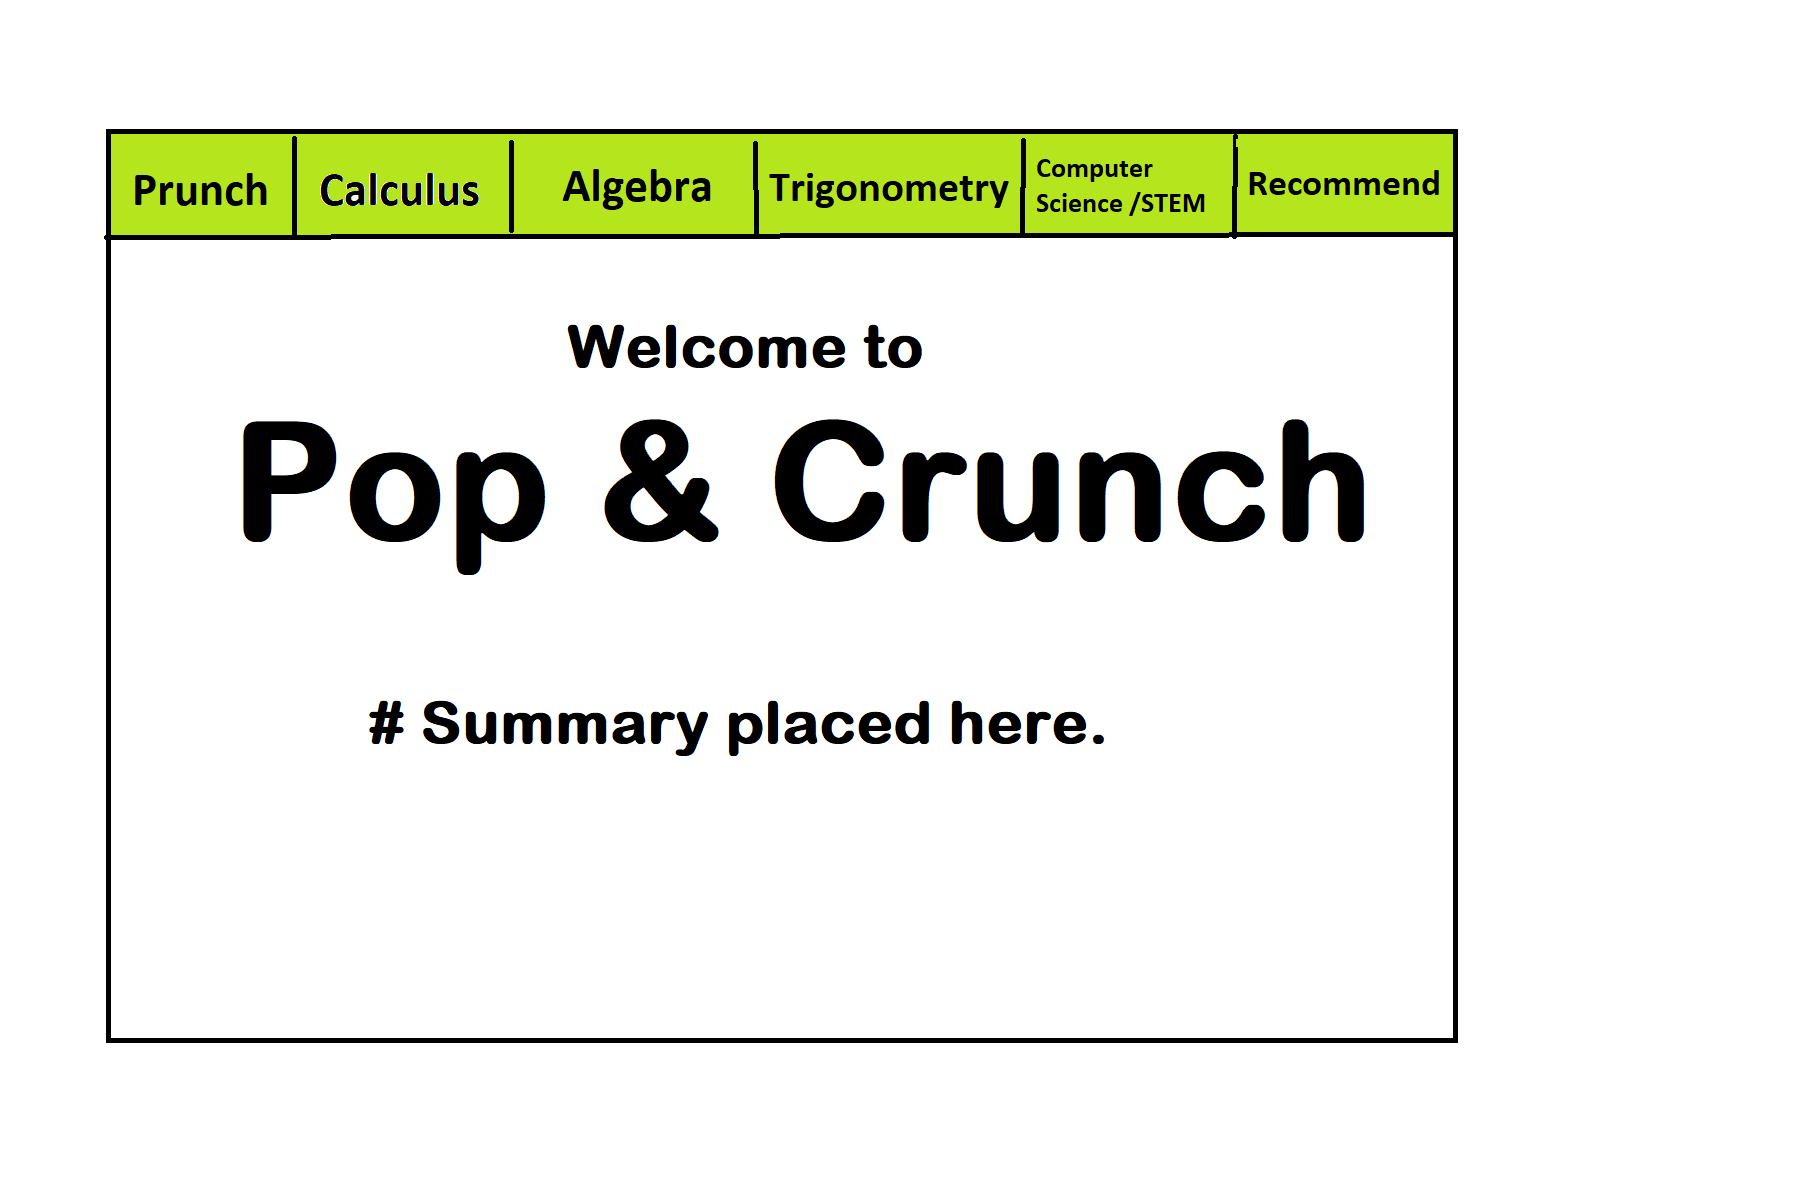 Prunch
Calculus
Algebra
Trigonometry
Computer
Science /STEM
Recommend
Welcome to
Pop & Crunch
# Summary placed here.